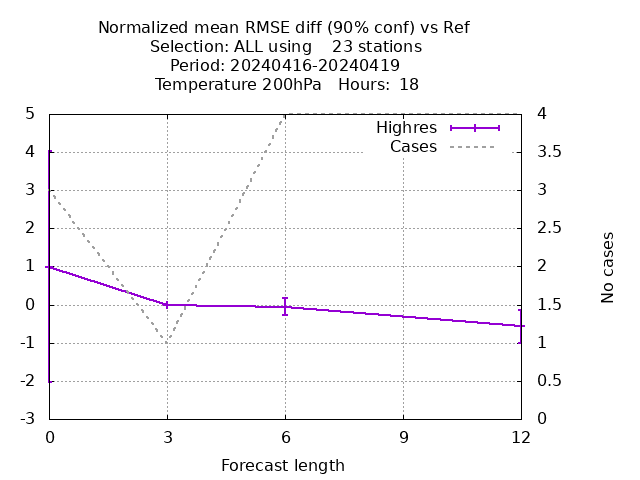 Normalized mean RMSE diff (90% conf) vs Ref
Selection: ALL using    23 stations
Period: 20240416-20240419
Temperature 200hPa   Hours:  18
Highres
Cases
5
4
3
2
1
0
-1
-2
-3
4
3.5
3
2.5
2
1.5
1
0.5
0
No cases
0 3 6 9 12
Forecast length